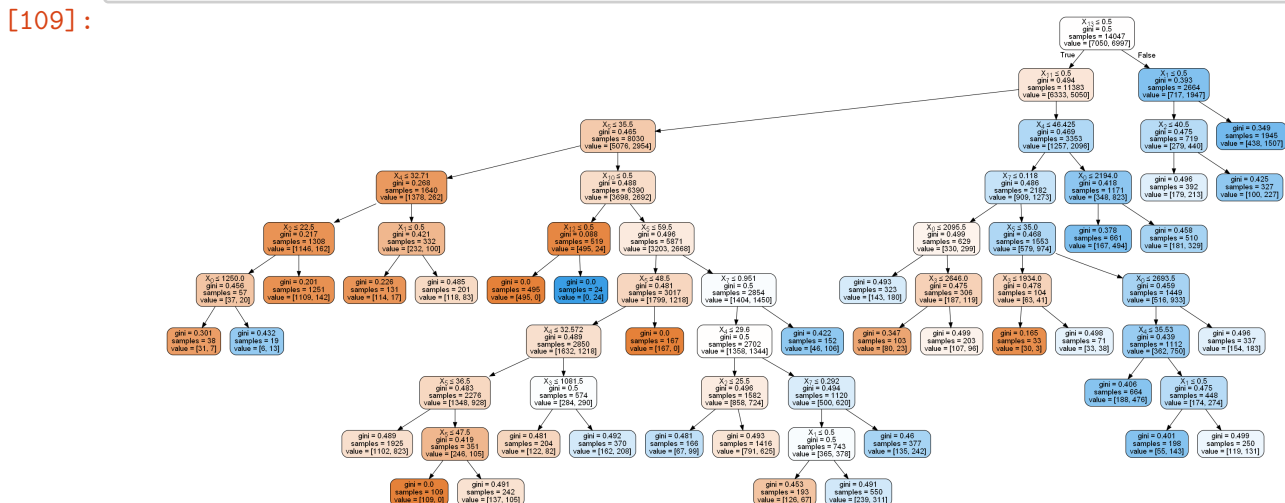 [109]:
≤ 0.5
gini = 0.5
samples = 14047
value = [7050, 6997]
True
False
X₁₁ ≤ 0.5
gini = 0.494
samples = 11383
value = [6333, 5050]
X₁ ≤ 0.5
gini = 0.393
samples = 2664
value = [717, 1947]
X₅ ≤ 35.5
gini = 0.465
samples = 8030
value = [5076, 2954]
X₄ ≤ 46.425
gini = 0.469
samples = 3353
value = [1257, 2096]
≤ 40.5
gini = 0.475
samples = 719
value = [279, 440]
gini = 0.349
samples = 1945
value = [438, 1507]
X₄ ≤ 32.71
gini = 0.268
samples = 1640
value = [1378, 262]
X₁₀ ≤ 0.5
gini = 0.488
samples = 6390
value = [3698, 2692]
X₇ ≤ 0.118
gini = 0.486
samples = 2182
value = [909, 1273]
≤ 2194.0
gini = 0.418
samples = 1171
value = [348, 823]
gini = 0.496
samples = 392
value = [179, 213]
gini = 0.425
samples = 327
value = [100, 227]
≤ 22.5
gini = 0.217
samples = 1308
value = [1146, 162]
≤ 0.5
gini = 0.421
samples = 332
value = [232, 100]
≤ 0.5
gini = 0.088
samples = 519
value = [495, 24]
≤ 59.5
gini = 0.496
samples = 5871
value = [3203, 2668]
≤ 2095.5
gini = 0.499
samples = 629
value = [330, 299]
≤ 35.0
gini = 0.468
samples = 1553
value = [579, 974]
gini = 0.378
samples = 661
value = [167, 494]
gini = 0.458
samples = 510
value = [181, 329]
≤ 1250.0
gini = 0.456
samples = 57
value = [37, 20]
gini = 0.201
samples = 1251
value = [1109, 142]
gini = 0.226
samples = 131
value = [114, 17]
gini = 0.485
samples = 201
value = [118, 83]
gini = 0.0
samples = 495
value = [495, 0]
gini = 0.0
samples = 24
value = [0, 24]
≤ 48.5
gini = 0.481
samples = 3017
value = [1799, 1218]
X₇ ≤ 0.951
gini = 0.5
samples = 2854
value = [1404, 1450]
gini = 0.493
samples = 323
value = [143, 180]
≤ 2646.0
gini = 0.475
samples = 306
value = [187, 119]
≤ 1934.0
gini = 0.478
samples = 104
value = [63, 41]
≤ 2693.5
gini = 0.459
samples = 1449
value = [516, 933]
gini = 0.301
samples = 38
value = [31, 7]
gini = 0.432
samples = 19
value = [6, 13]
X₄ ≤ 32.572
gini = 0.489
samples = 2850
value = [1632, 1218]
gini = 0.0
samples = 167
value = [167, 0]
X₄ ≤ 29.6
gini = 0.5
samples = 2702
value = [1358, 1344]
gini = 0.422
samples = 152
value = [46, 106]
gini = 0.347
samples = 103
value = [80, 23]
gini = 0.499
samples = 203
value = [107, 96]
gini = 0.165
samples = 33
value = [30, 3]
gini = 0.498
samples = 71
value = [33, 38]
X₄ ≤ 35.53
gini = 0.439
samples = 1112
value = [362, 750]
gini = 0.496
samples = 337
value = [154, 183]
X₅ ≤ 36.5
gini = 0.483
samples = 2276
value = [1348, 928]
≤ 1081.5
gini = 0.5
samples = 574
value = [284, 290]
≤ 25.5
gini = 0.496
samples = 1582
value = [858, 724]
X₇ ≤ 0.292
gini = 0.494
samples = 1120
value = [500, 620]
gini = 0.406
samples = 664
value = [188, 476]
X₁ ≤ 0.5
gini = 0.475
samples = 448
value = [174, 274]
gini = 0.489
samples = 1925
value = [1102, 823]
X₅ ≤ 47.5
gini = 0.419
samples = 351
value = [246, 105]
gini = 0.481
samples = 204
value = [122, 82]
gini = 0.492
samples = 370
value = [162, 208]
gini = 0.481
samples = 166
value = [67, 99]
gini = 0.493
samples = 1416
value = [791, 625]
X₁ ≤ 0.5
gini = 0.5
samples = 743
value = [365, 378]
gini = 0.46
samples = 377
value = [135, 242]
gini = 0.401
samples = 198
value = [55, 143]
gini = 0.499
samples = 250
value = [119, 131]
gini = 0.0
samples = 109
value = [109, 0]
gini = 0.491
samples = 242
value = [137, 105]
gini = 0.453
samples = 193
value = [126, 67]
gini = 0.491
samples = 550
value = [239, 311]